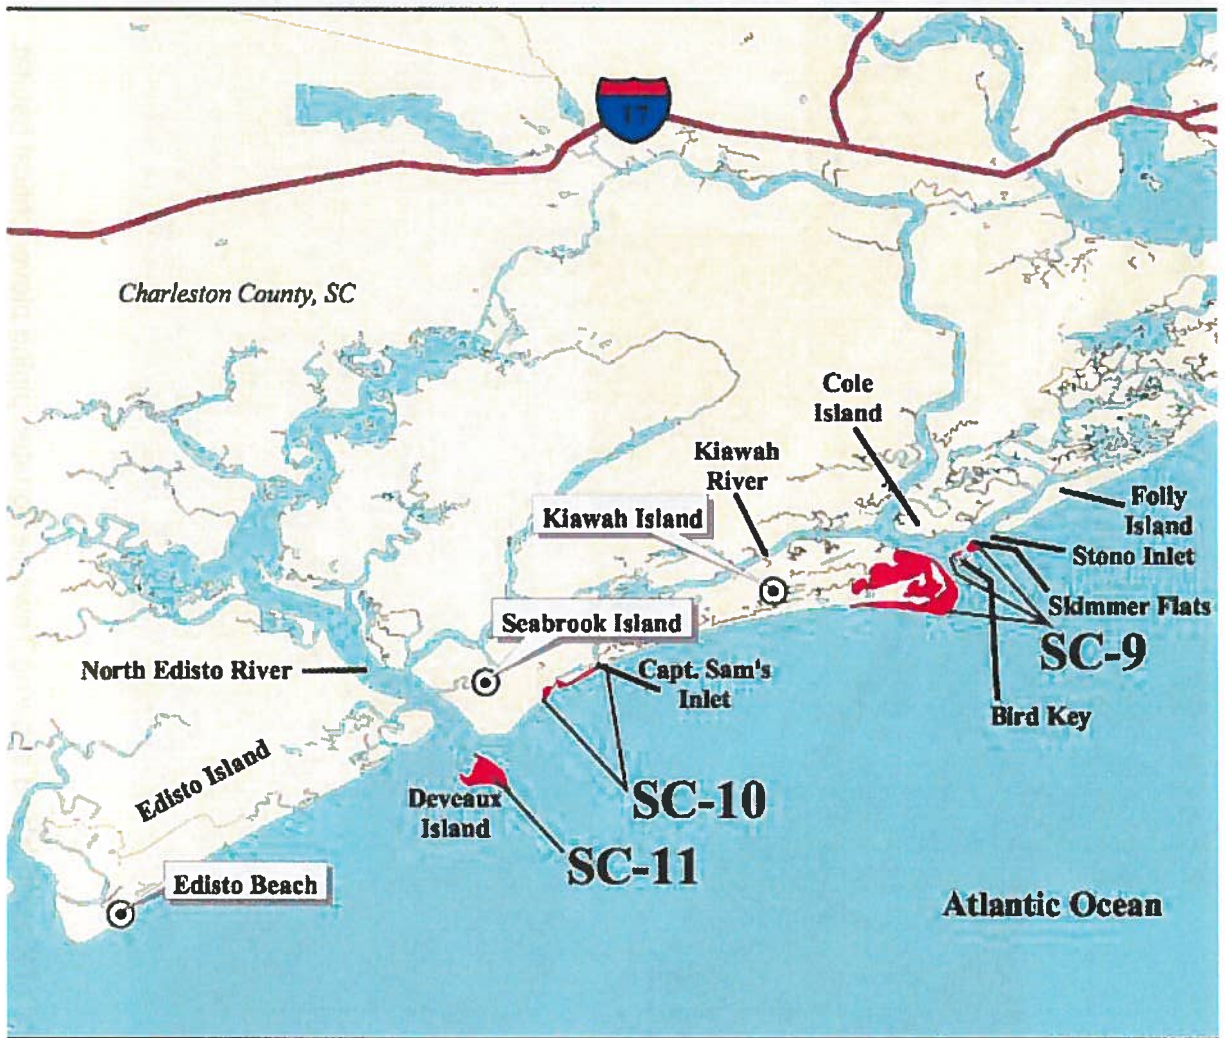 17
Charleston County, SC
Cole
Island
Kiawah
River
Kiawah Island
Folly
Island
Stono Inlet
Skimmer Flats
SC-9
Seabrook Island
North Edisto River
Capt. Sam's
Inlet
Bird Key
Edisto Island
Deveaux
Island
SC-10
SC-11
Edisto Beach
Atlantic Ocean